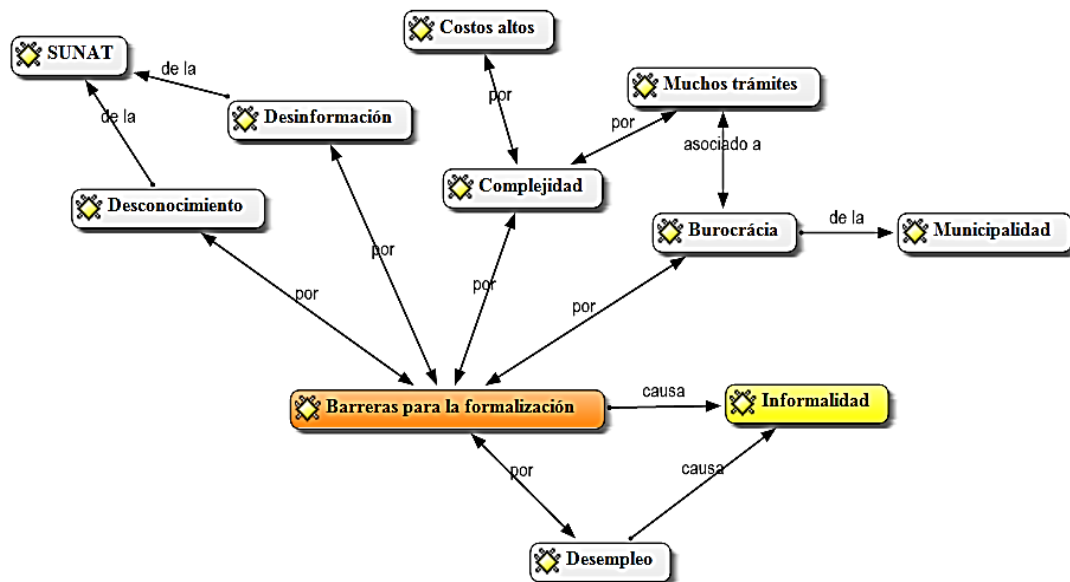 Costos altos
SUNAT
de la
Muchos trámites
por
Desinformación
por
de la
asociado a
Complejidad
Desconocimiento
Burocrácia
de la
Municipalidad
por
por
por
por
Barreras para la formalización
causa
Informalidad
por
causa
Desempleo